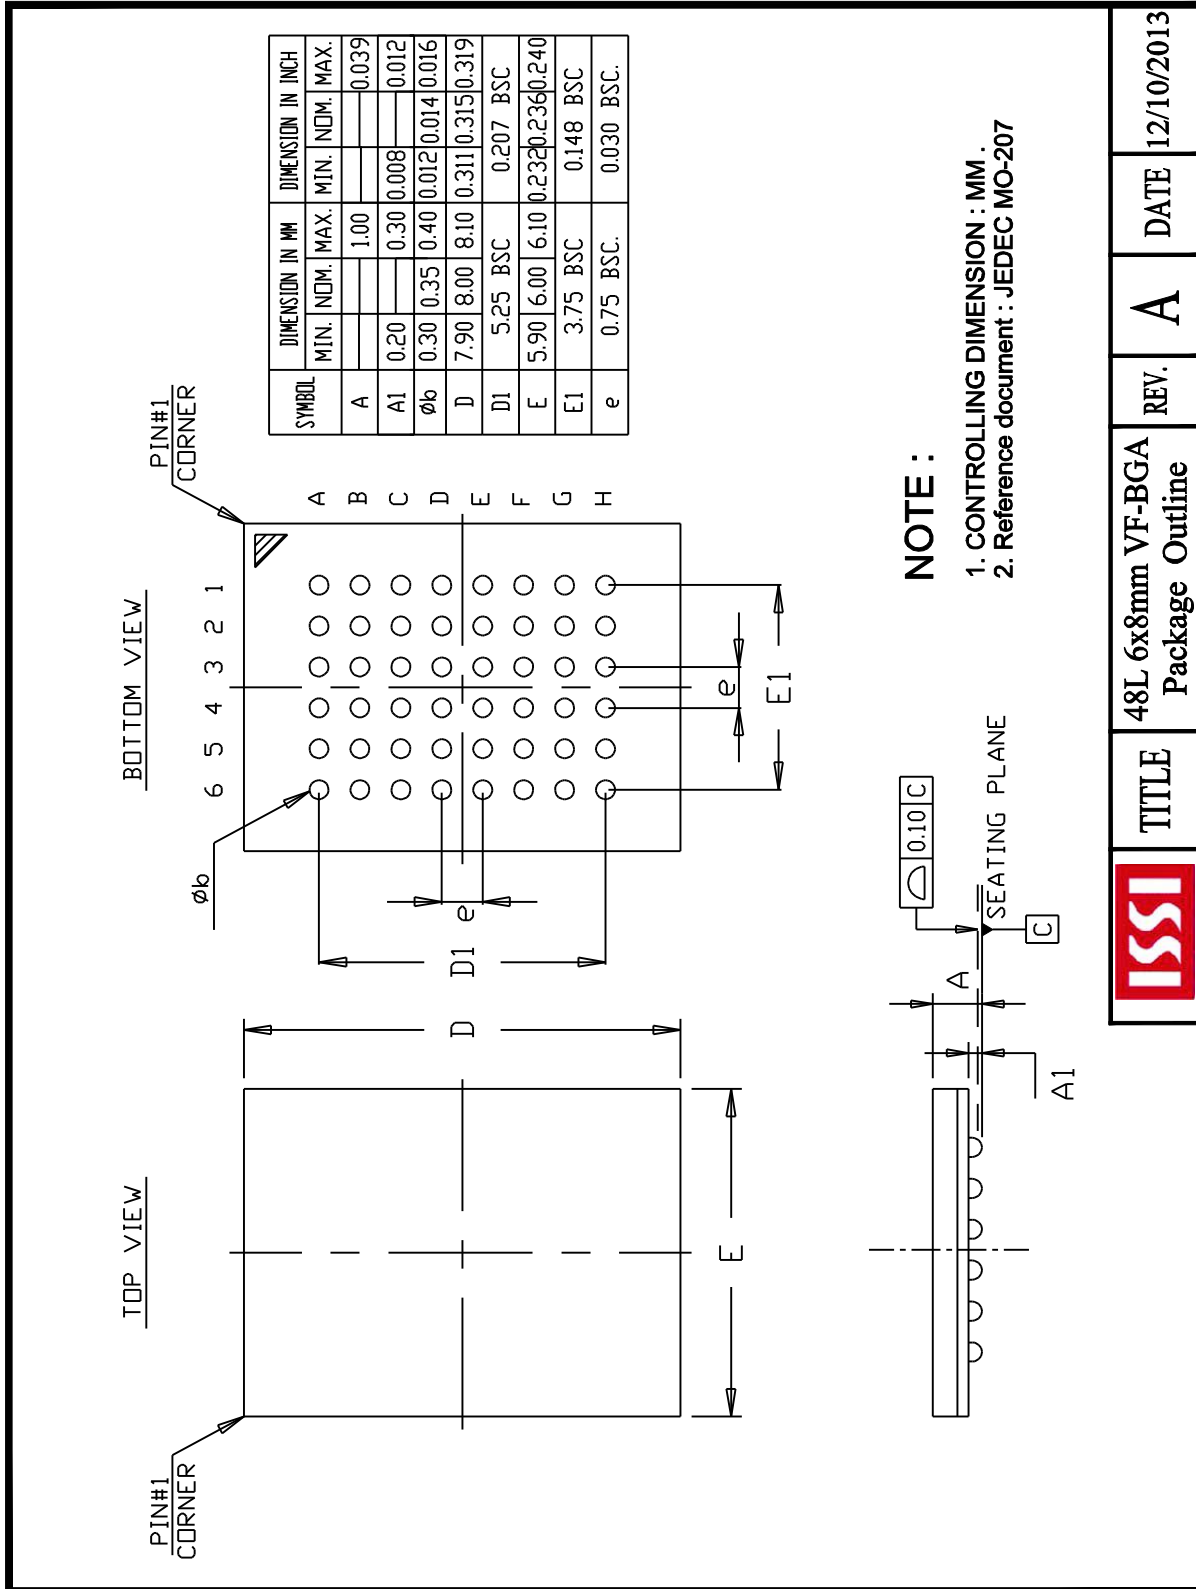 TOP VIEW
PIN#1
CORNER
D
E
BOTTOM VIEW
PIN#1
CORNER
6 5 4 3 2 1
A
B
C
D
E
F
G
H
øb
e
D1
e
E1
SYMBOL DIMENSION IN MM DIMENSION IN INCH
MIN. NOM. MAX. MIN. NOM. MAX.
A 1.00 0.039
A1 0.20 0.30 0.008 0.012
øb 0.30 0.35 0.40 0.012 0.014 0.016
D 7.90 8.00 8.10 0.311 0.315 0.319
D1 5.25 BSC 0.207 BSC
E 5.90 6.00 6.10 0.232 0.236 0.240
E1 3.75 BSC 0.148 BSC
e 0.75 BSC. 0.030 BSC.
A
A1
0.10 C
SEATING PLANE
C
NOTE :
1. CONTROLLING DIMENSION : MM .
2. Reference document : JEDEC MO-207
ISSI
TITLE
48L 6x8mm VF-BGA
Package Outline
REV.
A
DATE
12/10/2013